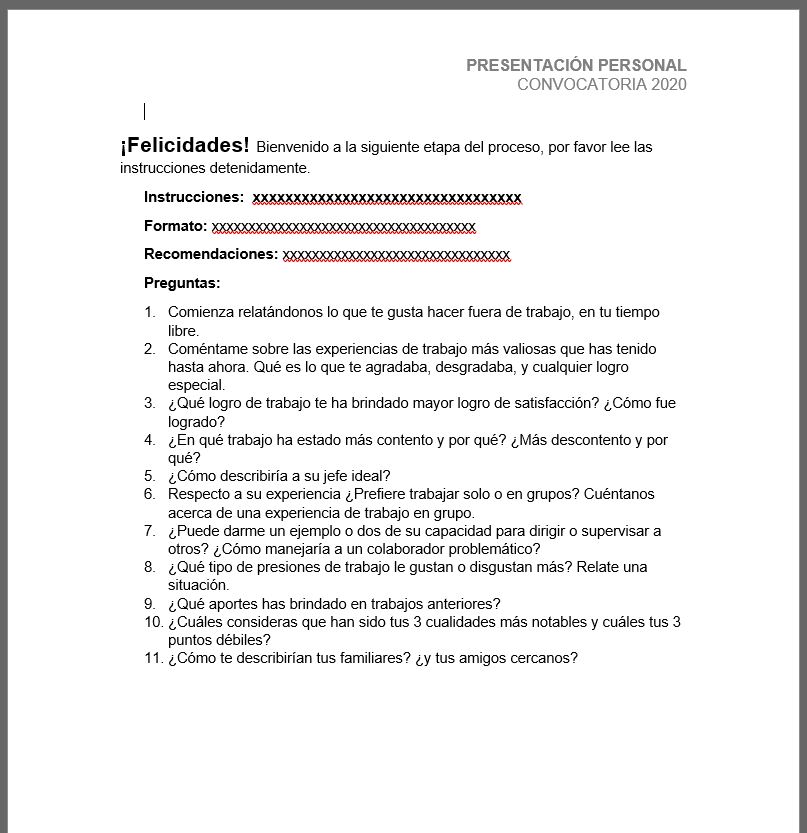 PRESENTACIÓN PERSONAL
CONVOCATORIA 2020
¡Felicidades! Bienvenido a la siguiente etapa del proceso, por favor lee las
instrucciones detenidamente.
Instrucciones: xxxxxxxxxxxxxxxxxxxxxxxxxxxxxxxxx
Formato: xxxxxxxxxxxxxxxxxxxxxxxxxxxxxxxxxxxx
Recomendaciones: xxxxxxxxxxxxxxxxxxxxxxxxxxxxxxx
Preguntas:
1. Comienza relatándonos lo que te gusta hacer fuera de trabajo, en tu tiempo
libre.
2. Coméntame sobre las experiencias de trabajo más valiosas que has tenido
hasta ahora. Qué es lo que te agradaba, desgradaba, y cualquier logro
especial.
3. ¿Qué logro de trabajo te ha brindado mayor logro de satisfacción? ¿Cómo fue
logrado?
4. ¿En qué trabajo ha estado más contento y por qué? ¿Más descontento y por
qué?
5. ¿Cómo describiría a su jefe ideal?
6. Respecto a su experiencia ¿Prefiere trabajar solo o en grupos? Cuéntanos
acerca de una experiencia de trabajo en grupo.
7. ¿Puede darme un ejemplo o dos de su capacidad para dirigir o supervisar a
otros? ¿Cómo manejaría a un colaborador problemático?
8. ¿Qué tipo de presiones de trabajo le gustan o disgustan más? Relate una
situación.
9. ¿Qué aportes has brindado en trabajos anteriores?
10. ¿Cuáles consideras que han sido tus 3 cualidades más notables y cuáles tus 3
puntos débiles?
11. ¿Cómo te describirían tus familiares? ¿y tus amigos cercanos?